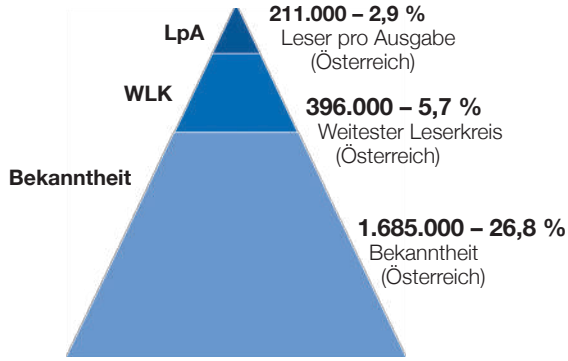 LpA
211.000 – 2,9 %
Leser pro Ausgabe
(Österreich)
WLK
396.000 – 5,7 %
Weitester Leserkreis
(Österreich)
Bekanntheit
1.685.000 – 26,8 %
Bekanntheit
(Österreich)